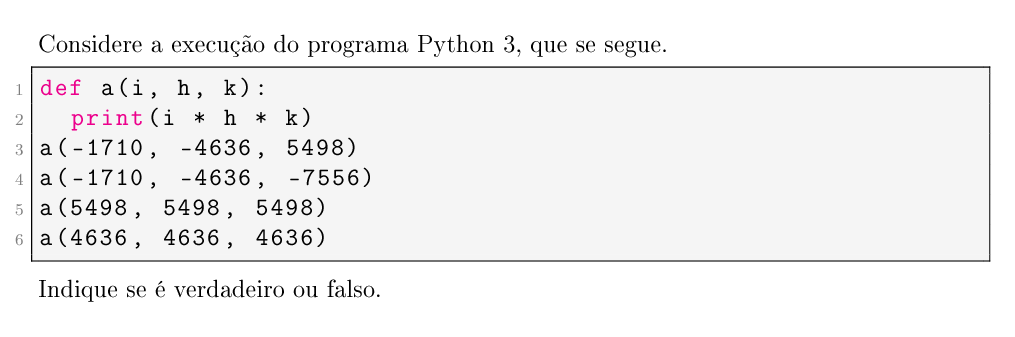 Considere a execução do programa Python 3, que se segue.
1 def a(i, h, k):
2   print(i * h * k)
3 a(-1710, -4636, 5498)
4 a(-1710, -4636, -7556)
5 a(5498, 5498, 5498)
6 a(4636, 4636, 4636)
Indique se é verdadeiro ou falso.